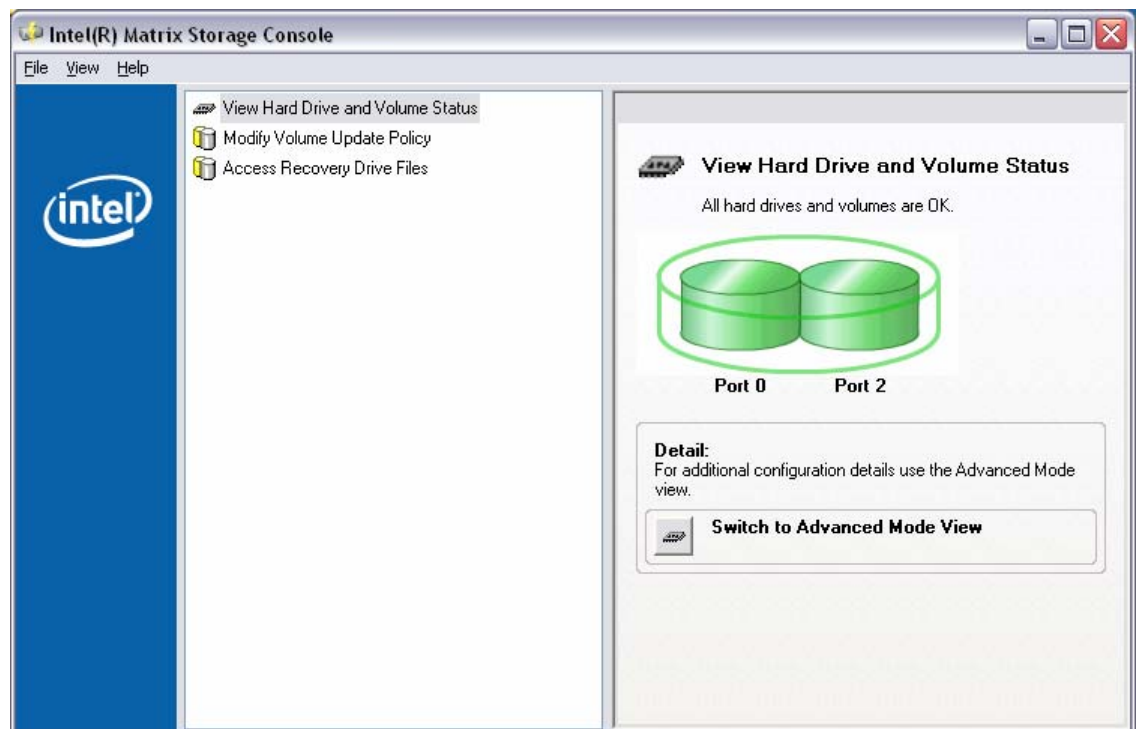 Intel(R) Matrix Storage Console
File View Help
View Hard Drive and Volume Status
Modify Volume Update Policy
Access Recovery Drive Files
intel
View Hard Drive and Volume Status
All hard drives and volumes are OK.
Port 0 Port 2
Detail:
For additional configuration details use the Advanced Mode
view.
Switch to Advanced Mode View